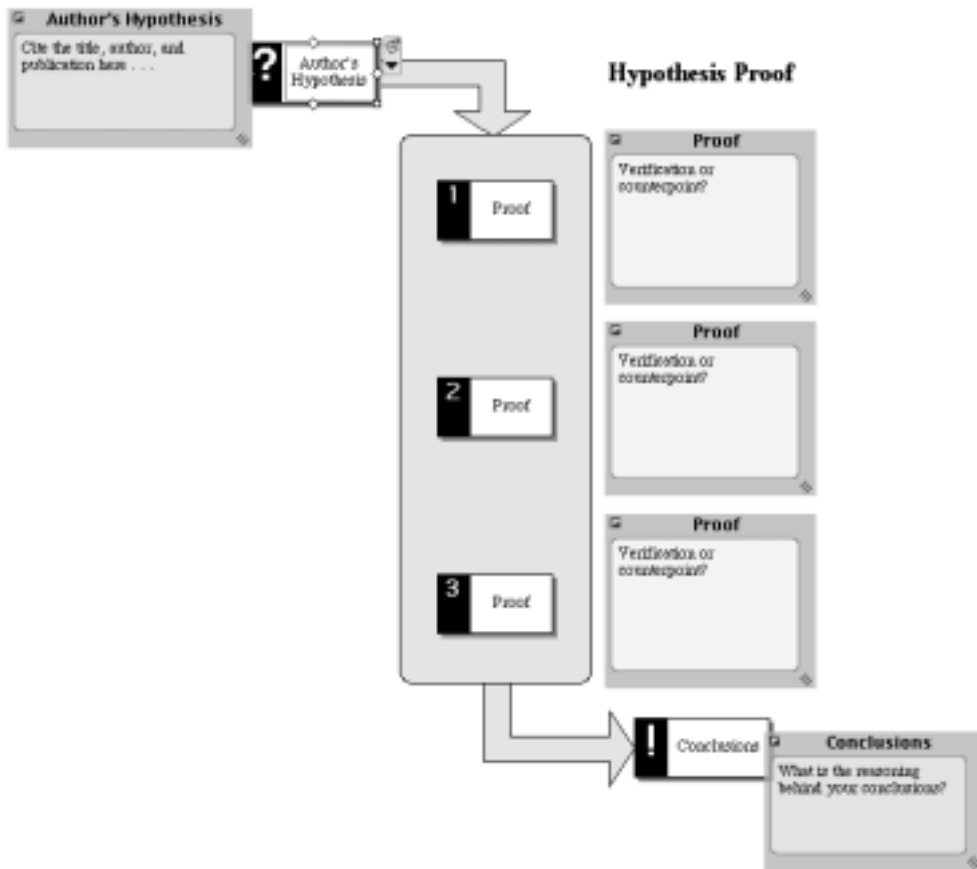 Author's Hypothesis
Cite the title, author, and
publication here . . .
?
Author's
Hypothesis
Hypothesis Proof
1
Proof
Proof
Verification or
counterpoint?
2
Proof
Proof
Verification or
counterpoint?
3
Proof
Proof
Verification or
counterpoint?
!
Conclusions
Conclusions
What is the reasoning
behind your conclusions?